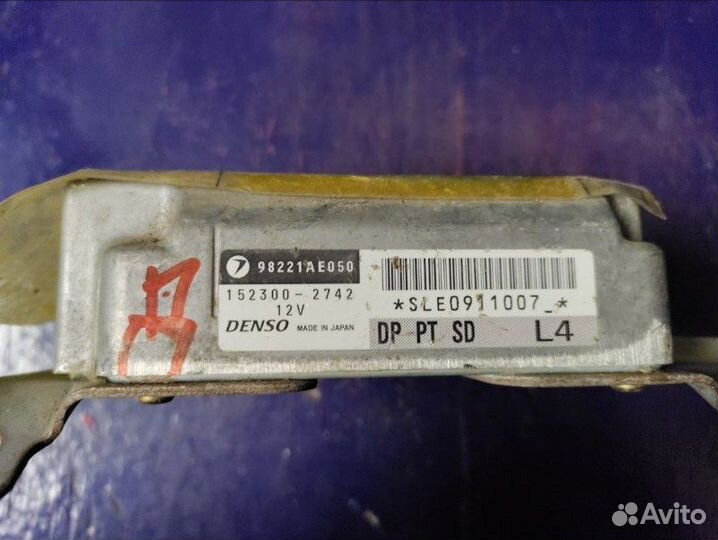 98221AE050
152300-2742
12V
DENSO MADE IN JAPAN
*SLE0911007_*
DP PT SD L4
Д
Avito